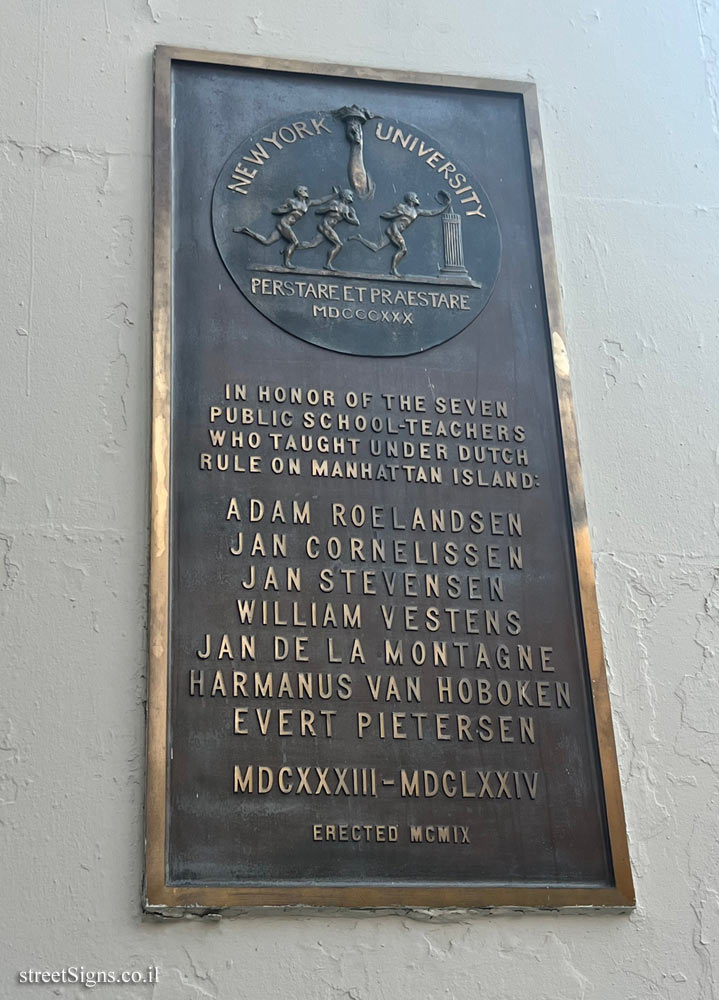 NEW YORK UNIVERSITY
PERSTARE ET PRAESTARE
MDCCCXXX
IN HONOR OF THE SEVEN
PUBLIC SCHOOL-TEACHERS
WHO TAUGHT UNDER DUTCH
RULE ON MANHATTAN ISLAND:
ADAM ROELANDSEN
JAN CORNELISSEN
JAN STEVENSEN
WILLIAM VESTENS
JAN DE LA MONTAGNE
HARMANUS VAN HOBOKEN
EVERT PIETERSEN
MDCXXXIII-MDCLXXIV
ERECTED MCMIX
streetSigns.co.il